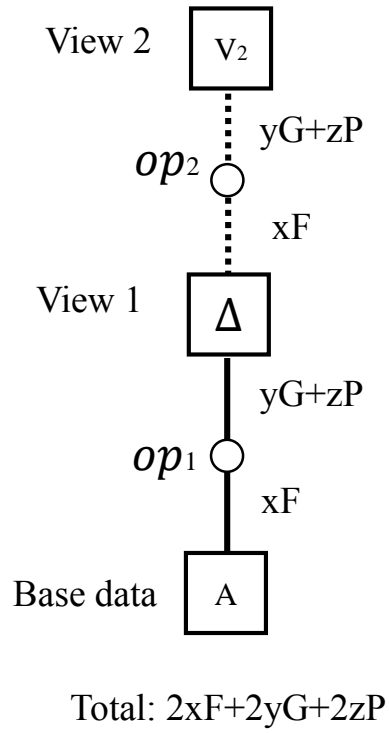 View 2
V₂
yG+zP
op₂
xF
View 1
Δ
yG+zP
op₁
xF
Base data
A
Total: 2xF+2yG+2zP